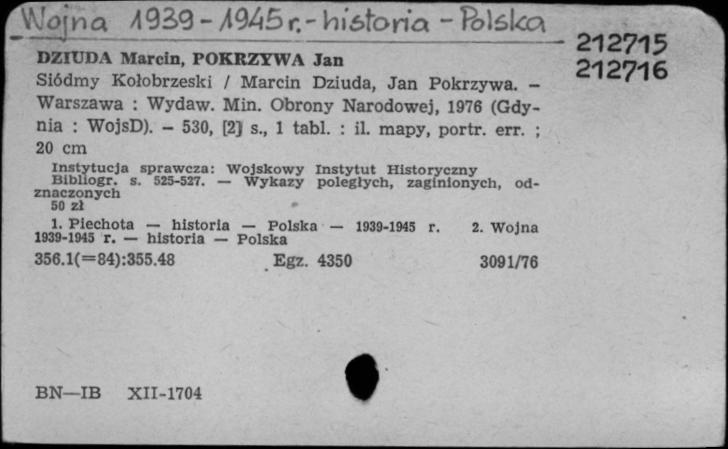 Wojna 1939-1945 r. - historia - Polska
212715
212716
DZIUDA Marcin, POKRZYWA Jan
Siódmy Kołobrzeski / Marcin Dziuda, Jan Pokrzywa. –
Warszawa : Wydaw. Min. Obrony Narodowej, 1976 (Gdy-
nia : WojsD). – 530, [2] s., 1 tabl. : il. mapy, portr. err. ;
20 cm
Instytucja sprawcza: Wojskowy Instytut Historyczny
Bibliogr. s. 525-527. — Wykazy poległych, zaginionych, od-
znaczonych
50 zł
1. Piechota — historia — Polska — 1939-1945 r. 2. Wojna
1939-1945 r. — historia — Polska
356.1(=84):355.48 Egz. 4350 3091/76
BN—IB XII-1704